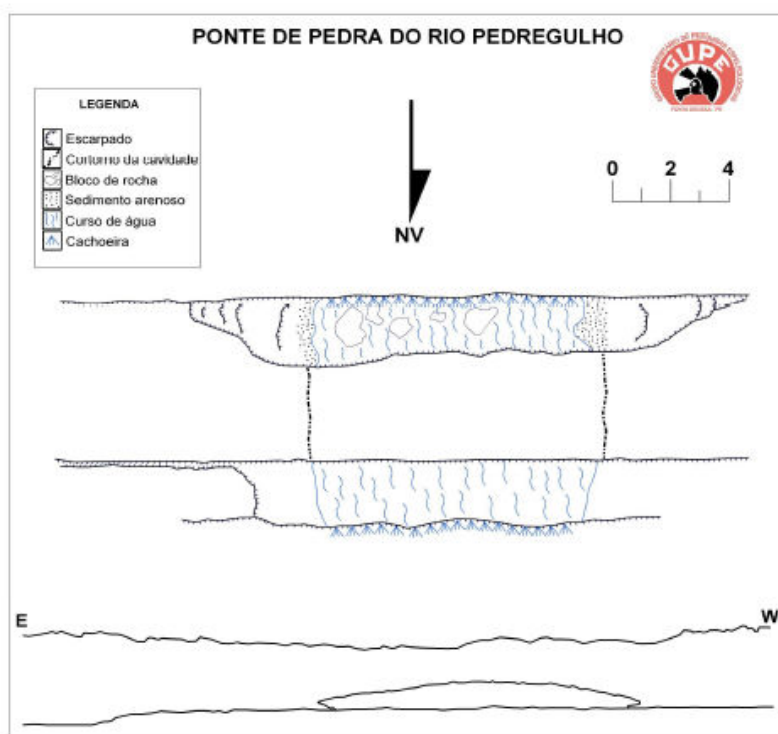 PONTE DE PEDRA DO RIO PEDREGULHO
GUPE
LEGENDA
Escarpado
Contorno da cavidade
Bloco de rocha
Sedimento arenoso
Curso de água
Cachoeira
0 2 4
NV
E W